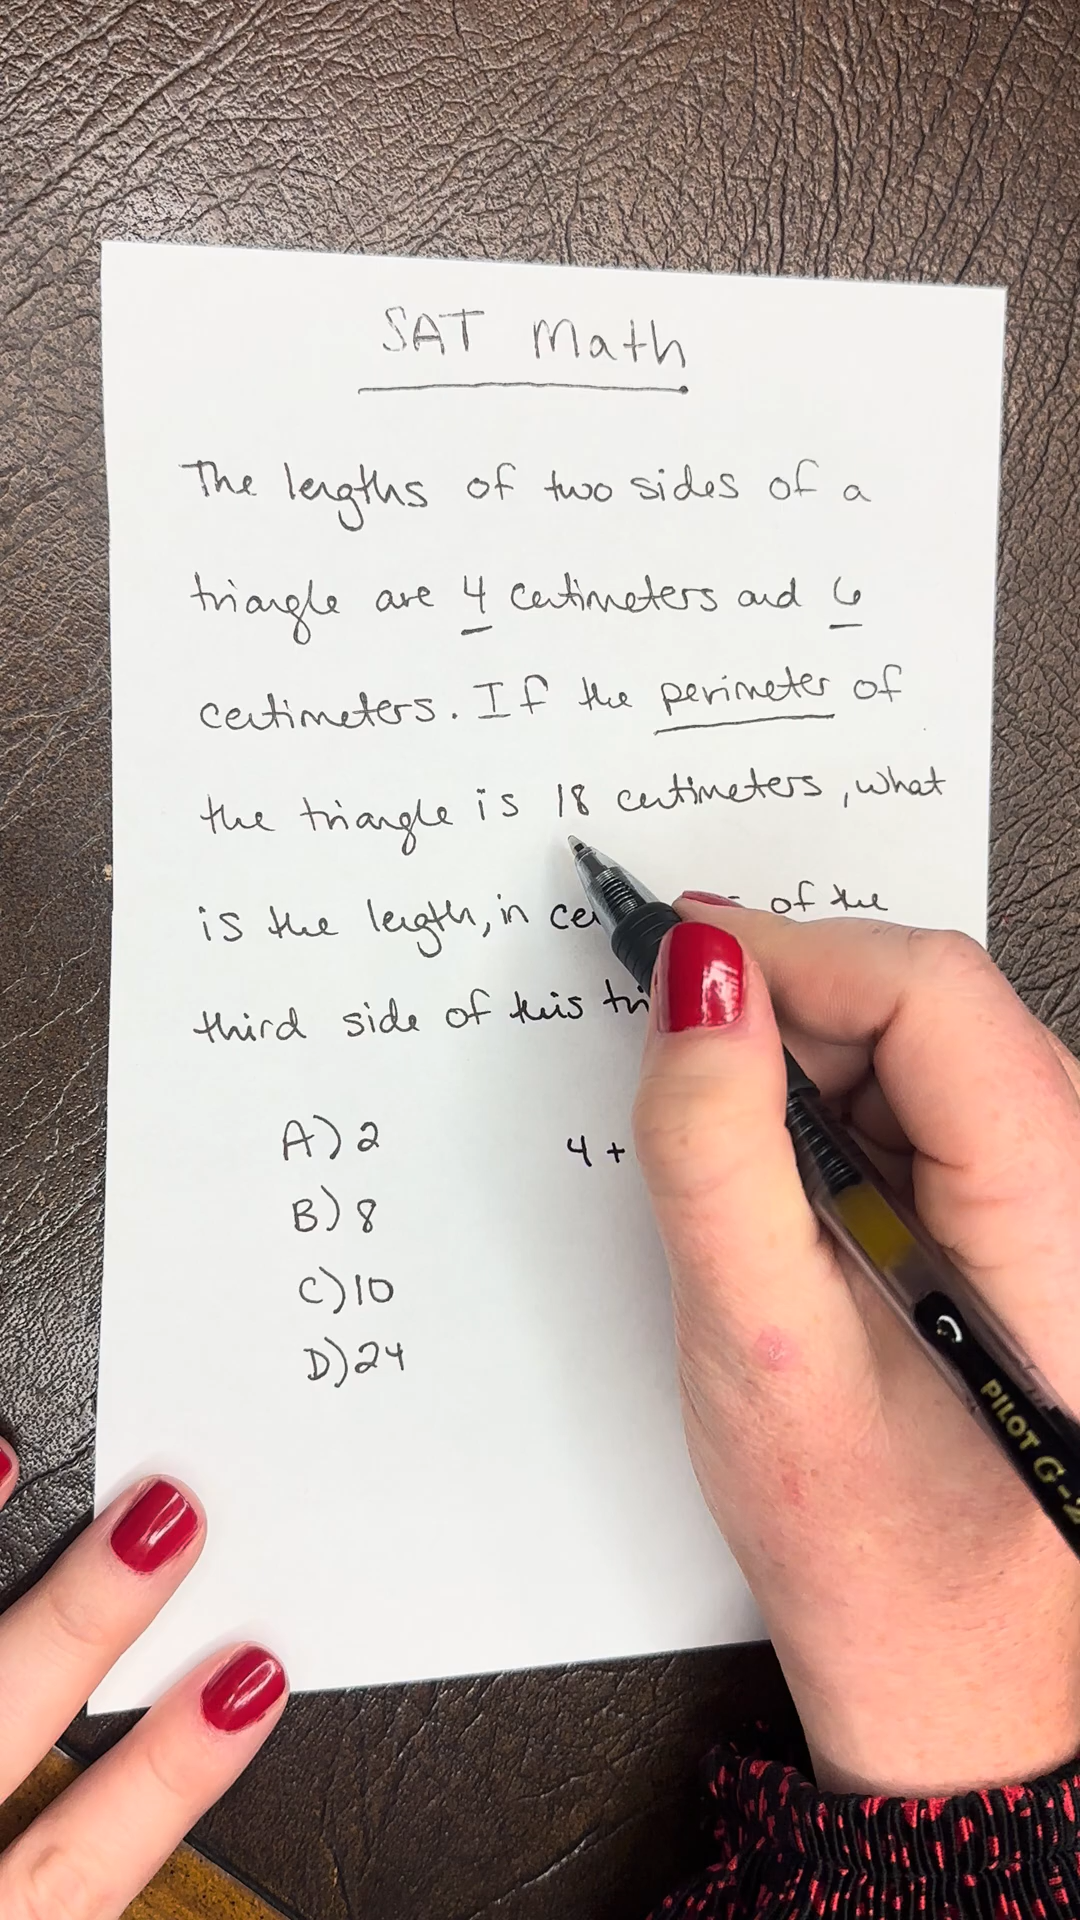 SAT Math
The lengths of two sides of a
triangle are 4 centimeters and 6
centimeters. If the perimeter of
the triangle is 18 centimeters, what
is the length, in of the
third side of this
A) 2
4 +
B) 8
C) 10
D) 24
PILOT G-2